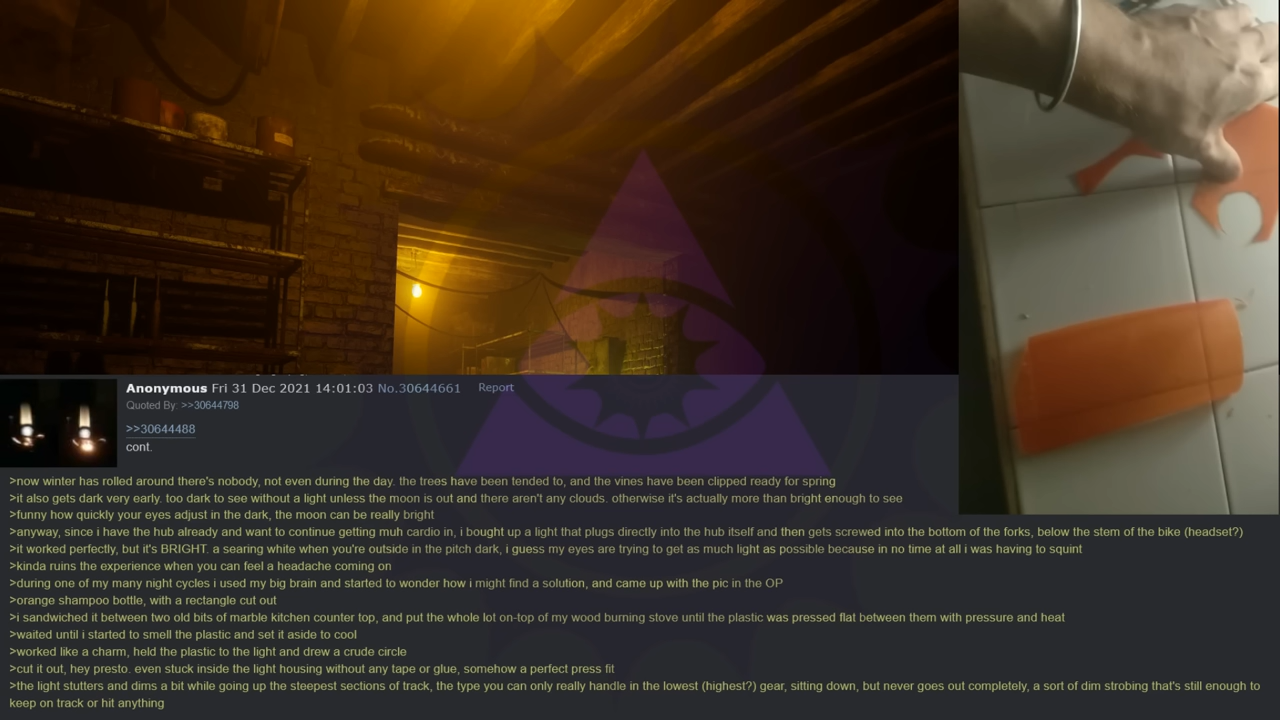 Anonymous Fri 31 Dec 2021 14:01:03 No.30644661 Report
Quoted By: >>30644798
>>30644488
cont.
>now winter has rolled around there's nobody, not even during the day. the trees have been tended to, and the vines have been clipped ready for spring
>it also gets dark very early. too dark to see without a light unless the moon is out and there aren't any clouds. otherwise it's actually more than bright enough to see
>funny how quickly your eyes adjust in the dark, the moon can be really bright
>anyway, since i have the hub already and want to continue getting muh cardio in, i bought up a light that plugs directly into the hub itself and then gets screwed into the bottom of the forks, below the stem of the bike (headset?)
>it worked perfectly, but it's BRIGHT. a searing white when you're outside in the pitch dark, i guess my eyes are trying to get as much light as possible because in no time at all i was having to squint
>kinda ruins the experience when you can feel a headache coming on
>during one of my many night cycles i used my big brain and started to wonder how i might find a solution, and came up with the pic in the OP
>orange shampoo bottle, with a rectangle cut out
>i sandwiched it between two old bits of marble kitchen counter top, and put the whole lot on-top of my wood burning stove until the plastic was pressed flat between them with pressure and heat
>waited until i started to smell the plastic and set it aside to cool
>worked like a charm, held the plastic to the light and drew a crude circle
>cut it out, hey presto. even stuck inside the light housing without any tape or glue, somehow a perfect press fit
>the light stutters and dims a bit while going up the steepest sections of track, the type you can only really handle in the lowest (highest?) gear, sitting down, but never goes out completely, a sort of dim strobing that's still enough to
keep on track or hit anything